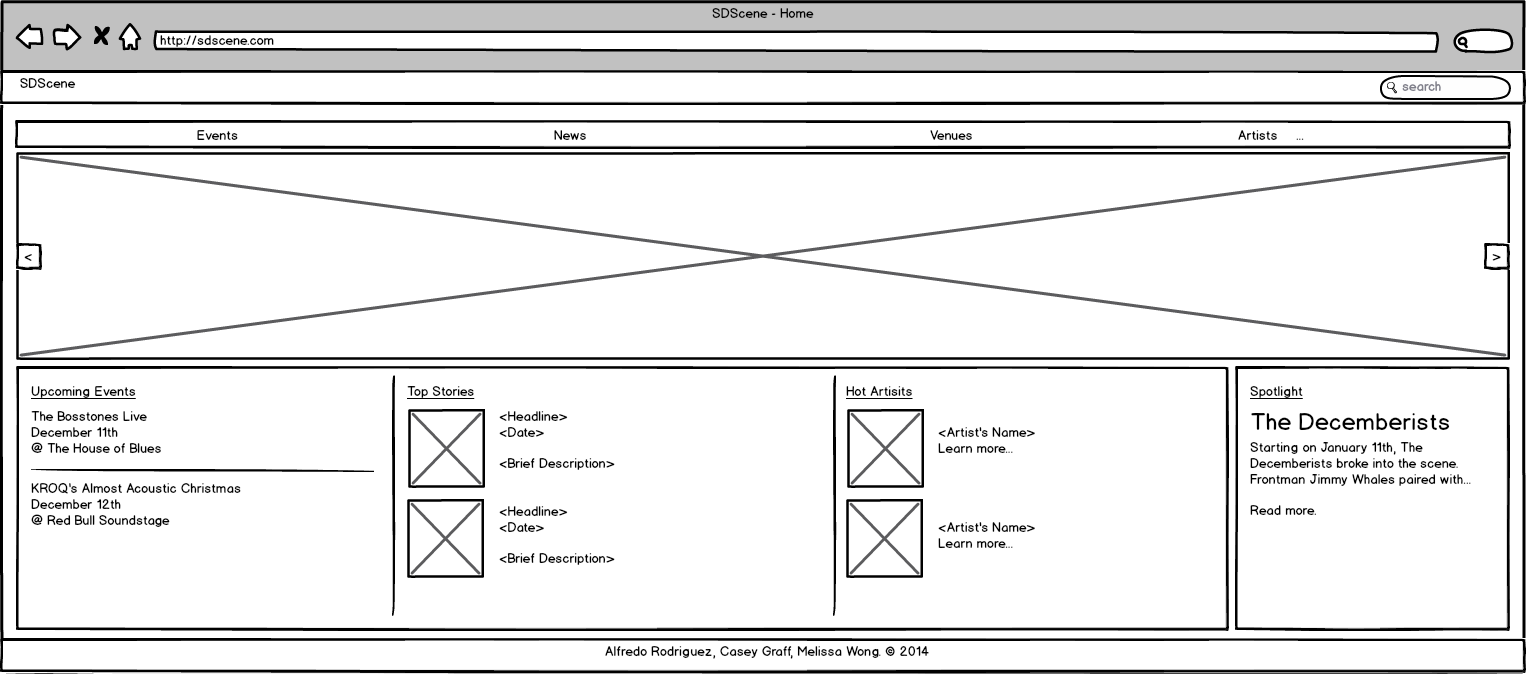 SDScene - Home
http://sdscene.com
SDScene
search
Events News Venues Artists ...
<
>
Upcoming Events
The Bosstones Live
December 11th
@ The House of Blues
KROQ's Almost Acoustic Christmas
December 12th
@ Red Bull Soundstage
Top Stories
<Headline>
<Date>
<Brief Description>
<Headline>
<Date>
<Brief Description>
Hot Artisits
<Artist's Name>
Learn more...
<Artist's Name>
Learn more...
Spotlight
The Decemberists
Starting on January 11th, The
Decemberists broke into the scene.
Frontman Jimmy Whales paired with...
Read more.
Alfredo Rodriguez, Casey Graff, Melissa Wong. © 2014